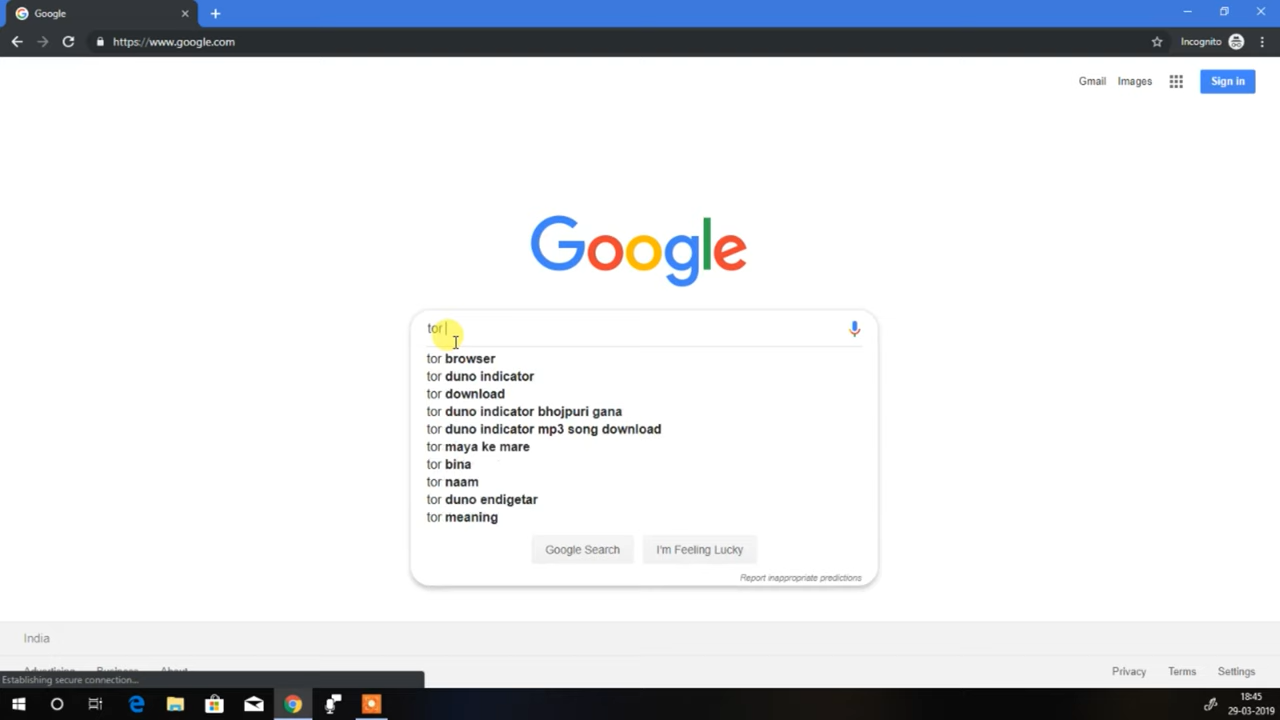 Google
https://www.google.com
Incognito
Gmail
Images
Sign in
Google
tor
tor browser
tor duno indicator
tor download
tor duno indicator bhojpuri gana
tor duno indicator mp3 song download
tor maya ke mare
tor bina
tor naam
tor duno endigetar
tor meaning
Google Search
I'm Feeling Lucky
Report inappropriate predictions
India
Advertising
Business
About
Privacy
Terms
Settings
Establishing secure connection...
18:45
29-03-2019